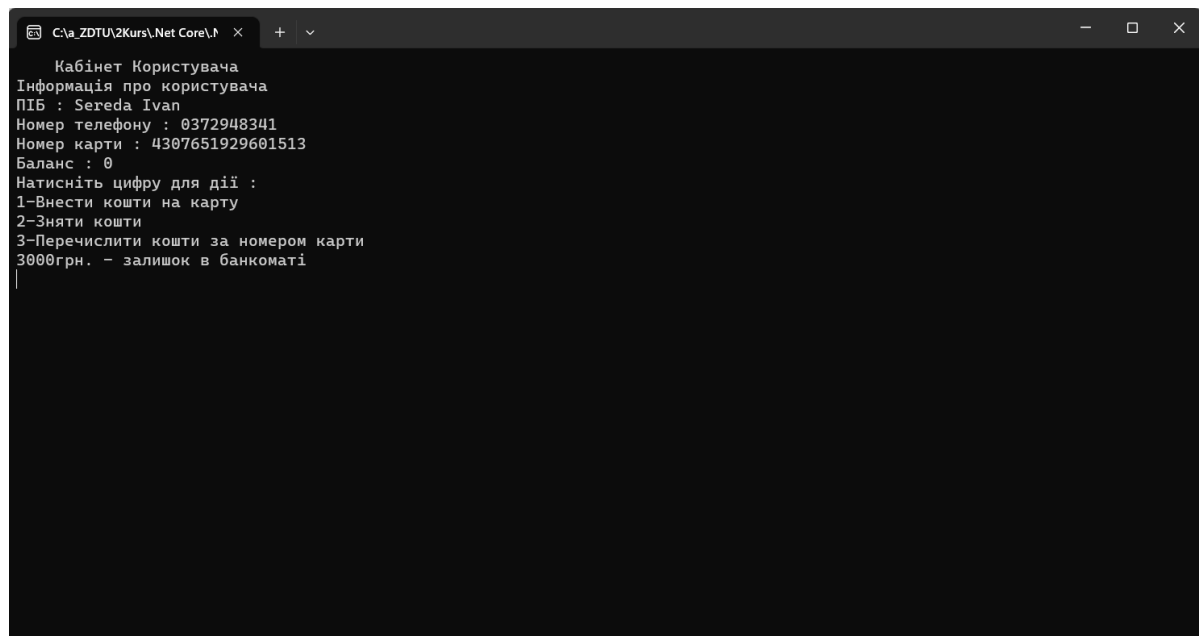 C:\a_ZDTU\2Kurs\.Net Core\.N
Кабінет Користувача
Інформація про користувача
ПІБ : Sereda Ivan
Номер телефону : 0372948341
Номер карти : 4307651929601513
Баланс : 0
Натисніть цифру для дії :
1-Внести кошти на карту
2-Зняти кошти
3-Перечислити кошти за номером карти
3000грн. - залишок в банкоматі